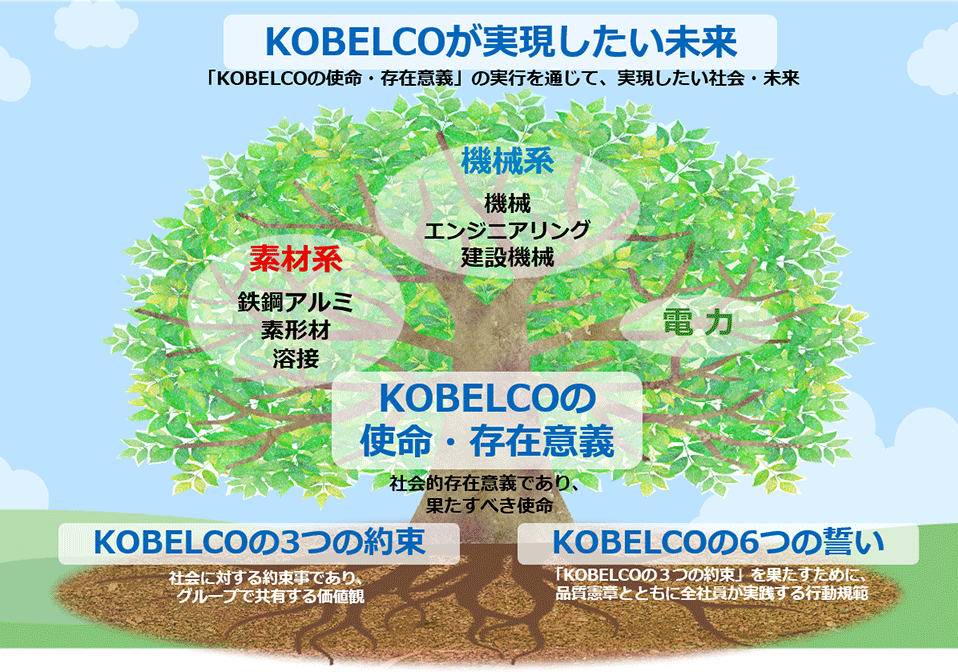 KOBELCOが実現したい未来
「KOBELCOの使命・存在意義」の実行を通じて、実現したい社会・未来
機械系
機械
エンジニアリング
建設機械
素材系
鉄鋼アルミ
素形材
溶接
電力
KOBELCOの
使命・存在意義
社会的存在意義であり、
果たすべき使命
KOBELCOの3つの約束
社会に対する約束事であり、
グループで共有する価値観
KOBELCOの6つの誓い
「KOBELCOの３つの約束」を果たすために、
品質憲章とともに全社員が実践する行動規範